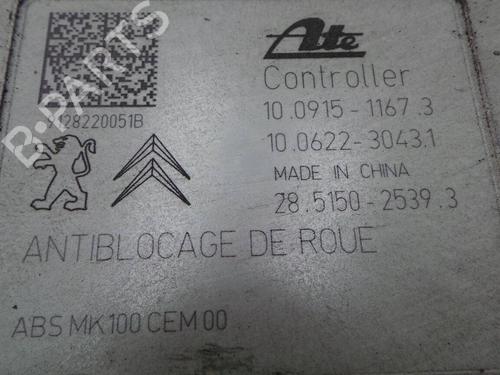 Ate
Controller
10.0915-1167.3
9428220051B
10.0622-3043.1
MADE IN CHINA
28.5150-2539.3
ANTIBLOCAGE DE ROUE
ABS MK100 CEM 00
B-PARTS